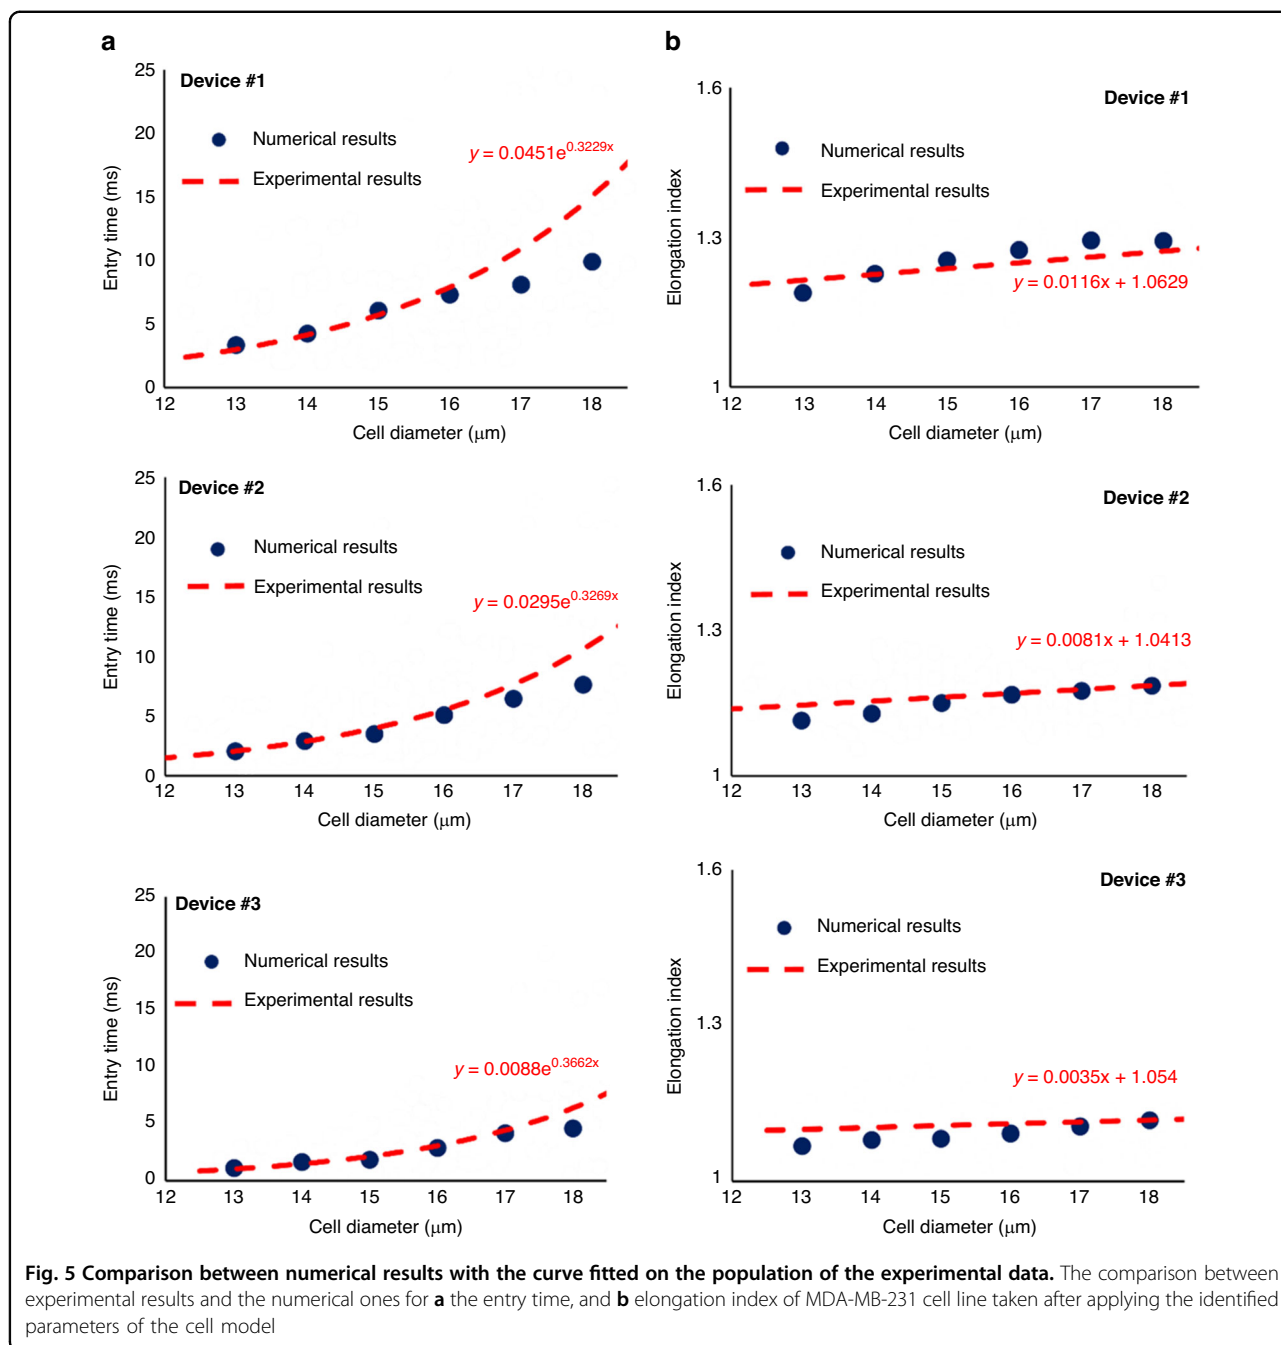 a
b
25
20
15
10
5
0
Entry time (ms)
Device #1
Numerical results
Experimental results
y = 0.0451e^0.3229x
12 13 14 15 16 17 18
Cell diameter (μm)
1.6
1.3
1
Elongation index
Device #1
Numerical results
Experimental results
y = 0.0116x + 1.0629
12 13 14 15 16 17 18
Cell diameter (μm)
25
20
15
10
5
0
Entry time (ms)
Device #2
Numerical results
Experimental results
y = 0.0295e^0.3269x
12 13 14 15 16 17 18
Cell diameter (μm)
1.6
1.3
1
Elongation index
Device #2
Numerical results
Experimental results
y = 0.0081x + 1.0413
12 13 14 15 16 17 18
Cell diameter (μm)
25
20
15
10
5
0
Entry time (ms)
Device #3
Numerical results
Experimental results
y = 0.0088e^0.3662x
12 13 14 15 16 17 18
Cell diameter (μm)
1.6
1.3
1
Elongation index
Device #3
Numerical results
Experimental results
y = 0.0035x + 1.054
12 13 14 15 16 17 18
Cell diameter (μm)
Fig. 5 Comparison between numerical results with the curve fitted on the population of the experimental data. The comparison between
experimental results and the numerical ones for a the entry time, and b elongation index of MDA-MB-231 cell line taken after applying the identified
parameters of the cell model